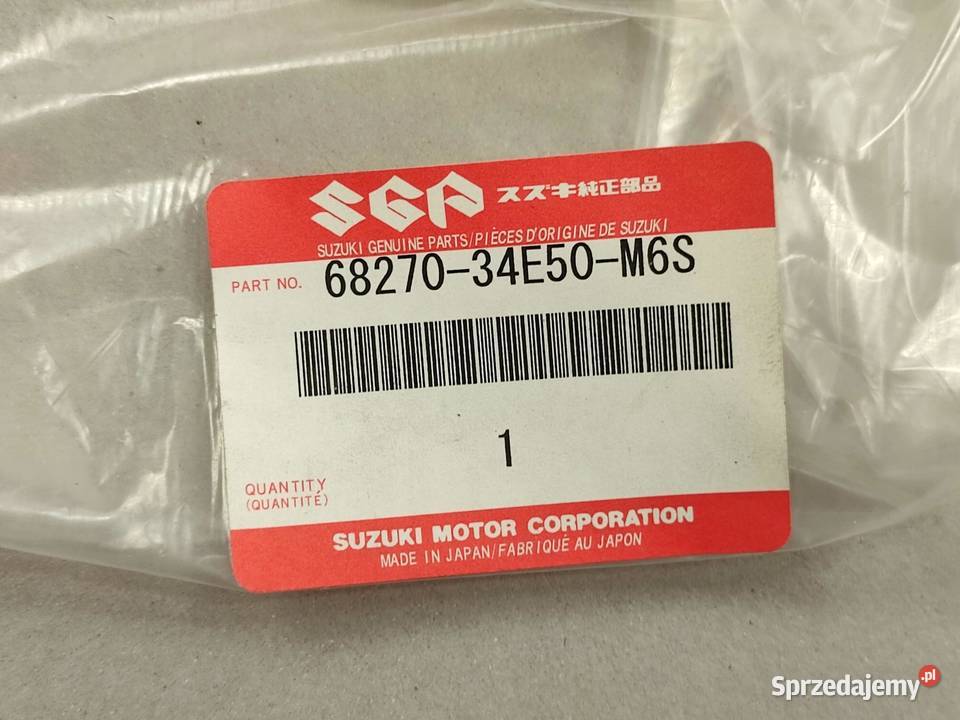 SGP スズキ純正部品
SUZUKI GENUINE PARTS/PIÈCES D'ORIGINE DE SUZUKI
PART NO. 68270-34E50-M6S
1
QUANTITY
(QUANTITÉ)
SUZUKI MOTOR CORPORATION
MADE IN JAPAN/FABRIQUÉ AU JAPON
Sprzedajemy.pl